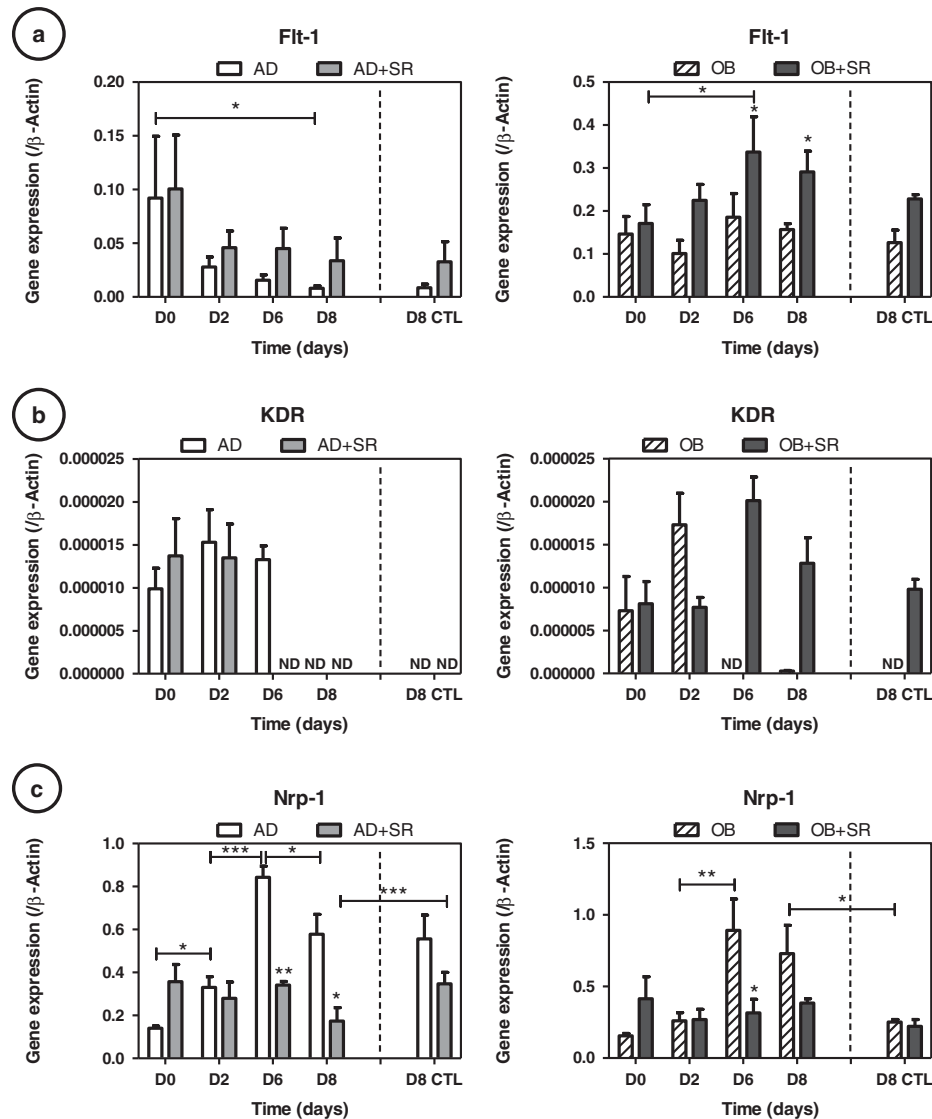 a
Flt-1
AD AD+SR
Gene expression (/β-Actin)
0.20
0.15
0.10
0.05
0.00
*
D0 D2 D6 D8 D8 CTL
Time (days)
Flt-1
OB OB+SR
Gene expression (/β-Actin)
0.5
0.4
0.3
0.2
0.1
0.0
*
*
*
D0 D2 D6 D8 D8 CTL
Time (days)
b
KDR
AD AD+SR
Gene expression (/β-Actin)
0.000025
0.000020
0.000015
0.000010
0.000005
0.000000
ND ND ND ND ND
D0 D2 D6 D8 D8 CTL
Time (days)
KDR
OB OB+SR
Gene expression (/β-Actin)
0.000025
0.000020
0.000015
0.000010
0.000005
0.000000
ND ND
D0 D2 D6 D8 D8 CTL
Time (days)
c
Nrp-1
AD AD+SR
Gene expression (/β-Actin)
1.0
0.8
0.6
0.4
0.2
0.0
*** *
***
*
**
*
D0 D2 D6 D8 D8 CTL
Time (days)
Nrp-1
OB OB+SR
Gene expression (/β-Actin)
1.5
1.0
0.5
0.0
**
*
*
D0 D2 D6 D8 D8 CTL
Time (days)